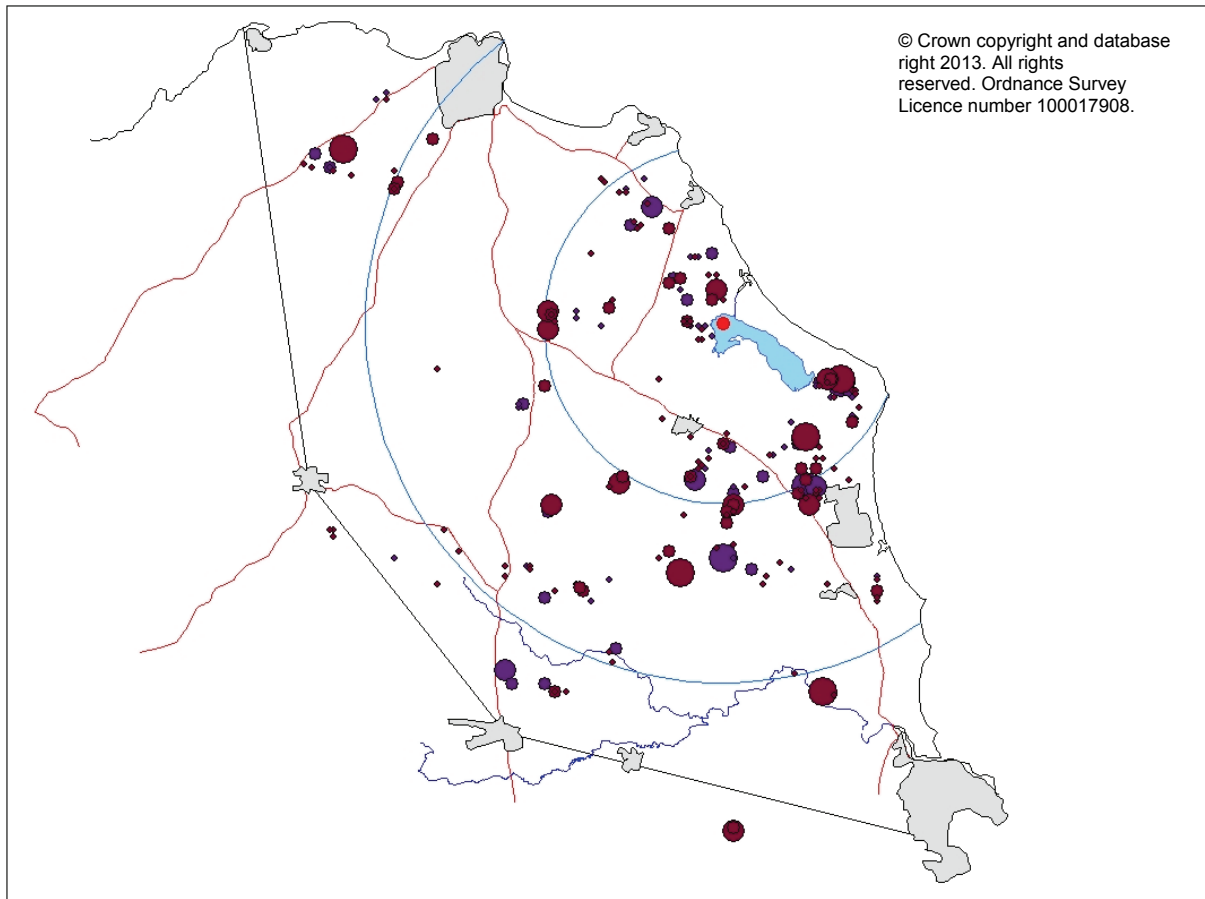 © Crown copyright and database
right 2013. All rights
reserved. Ordnance Survey
Licence number 100017908.